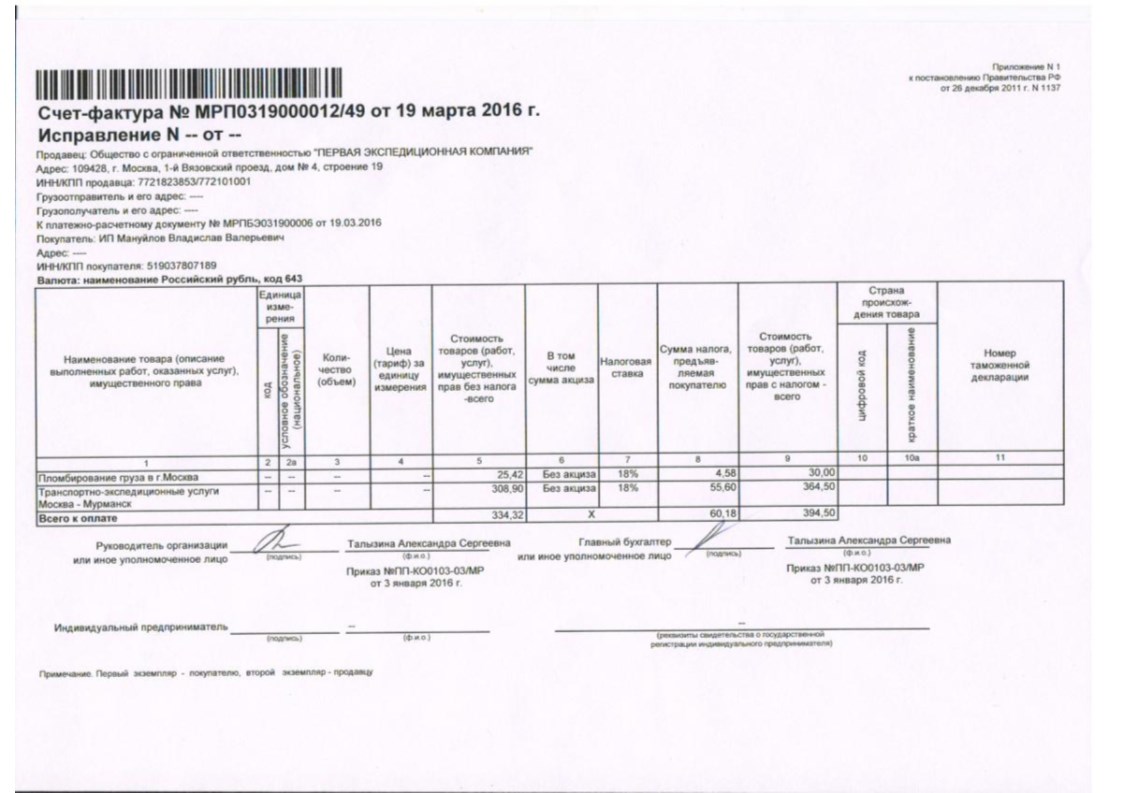 Приложение N 1
к постановлению Правительства РФ
от 26 декабря 2011 г. N 1137
Счет-фактура № МРП0319000012/49 от 19 марта 2016 г.
Исправление N -- от --
Продавец: Общество с ограниченной ответственностью "ПЕРВАЯ ЭКСПЕДИЦИОННАЯ КОМПАНИЯ"
Адрес: 109428, г. Москва, 1-й Вязовский проезд, дом № 4, строение 19
ИНН/КПП продавца: 7721823853/772101001
Грузоотправитель и его адрес: ----
Грузополучатель и его адрес: ----
К платежно-расчетному документу № МРПБЭ031900006 от 19.03.2016
Покупатель: ИП Мануйлов Владислав Валерьевич
Адрес: ----
ИНН/КПП покупателя: 519037807189
Валюта: наименование Российский рубль, код 643
Наименование товара (описание
выполненных работ, оказанных услуг),
имущественного права
Единица
изме-
рения
код
условное обозначение
(национальное)
Коли-
чество
(объем)
Цена
(тариф) за
единицу
измерения
Стоимость
товаров (работ,
услуг),
имущественных
прав без налога
-всего
В том
числе
сумма акциза
Налоговая
ставка
Сумма налога,
предъяв-
ляемая
покупателю
Стоимость
товаров (работ,
услуг),
имущественных
прав с налогом -
всего
Страна
происхож-
дения товара
цифровой код
краткое наименование
Номер
таможенной
декларации
1 2 2а 3 4 5 6 7 8 9 10 10а 11
Пломбирование груза в г.Москва -- -- -- -- 25,42 Без акциза 18% 4,58 30,00
Транспортно-экспедиционные услуги -- -- -- -- 308,90 Без акциза 18% 55,60 364,50
Москва - Мурманск
Всего к оплате 334,32 X 60,18 394,50
Руководитель организации Талызина Александра Сергеевна Главный бухгалтер Талызина Александра Сергеевна
или иное уполномоченное лицо (подпись) (ф.и.о.) или иное уполномоченное лицо (подпись) (ф.и.о.)
Приказ №ПП-КО0103-03/МР Приказ №ПП-КО0103-03/МР
от 3 января 2016 г. от 3 января 2016 г.
Индивидуальный предприниматель -- --
(подпись) (ф.и.о.) (реквизиты свидетельства о государственной
регистрации индивидуального предпринимателя)
Примечание. Первый экземпляр - покупателю, второй экземпляр - продавцу